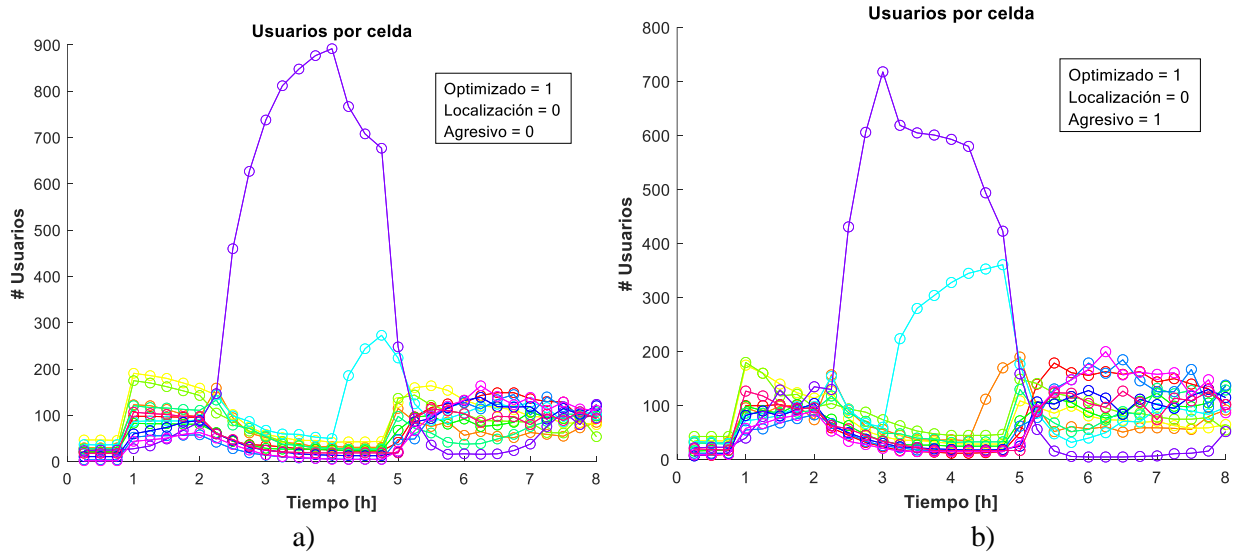 Usuarios por celda
900
800
700
600
500
400
300
200
100
0
# Usuarios
Optimizado = 1
Localización = 0
Agresivo = 0
0 1 2 3 4 5 6 7 8
Tiempo [h]
a)
Usuarios por celda
800
700
600
500
400
300
200
100
0
# Usuarios
Optimizado = 1
Localización = 0
Agresivo = 1
0 1 2 3 4 5 6 7 8
Tiempo [h]
b)